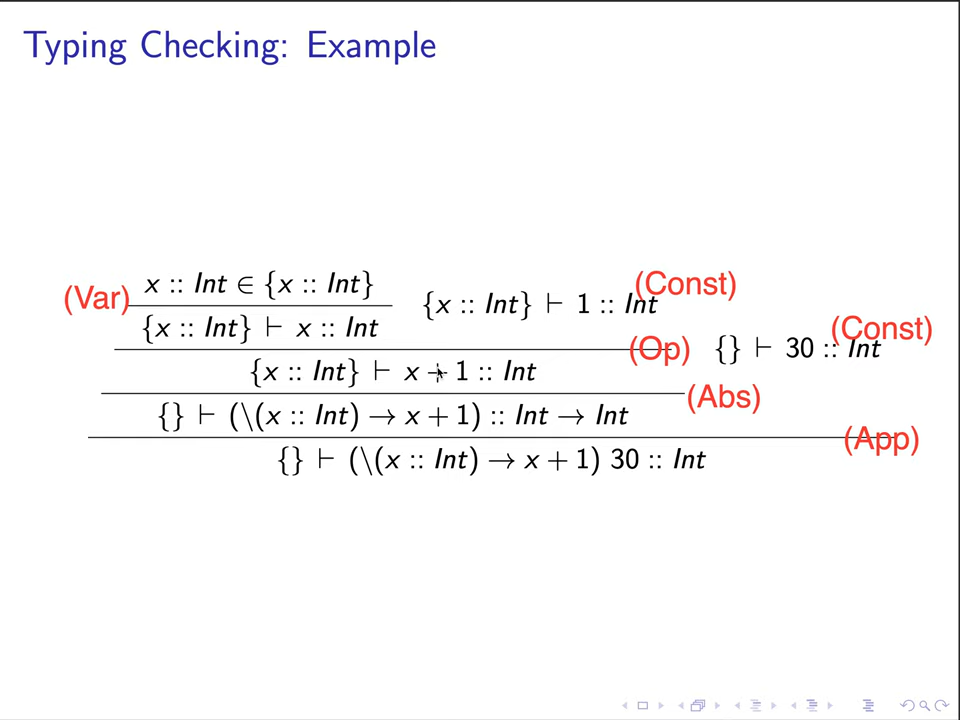 Typing Checking: Example
x :: Int ∈ {x :: Int} (Const)
(Var) {x :: Int} ⊢ 1 :: Int
{x :: Int} ⊢ x :: Int (Const)
(Op) {} ⊢ 30 :: Int
{x :: Int} ⊢ x + 1 :: Int
(Abs)
{} ⊢ (\(x :: Int) → x + 1) :: Int → Int
(App)
{} ⊢ (\(x :: Int) → x + 1) 30 :: Int